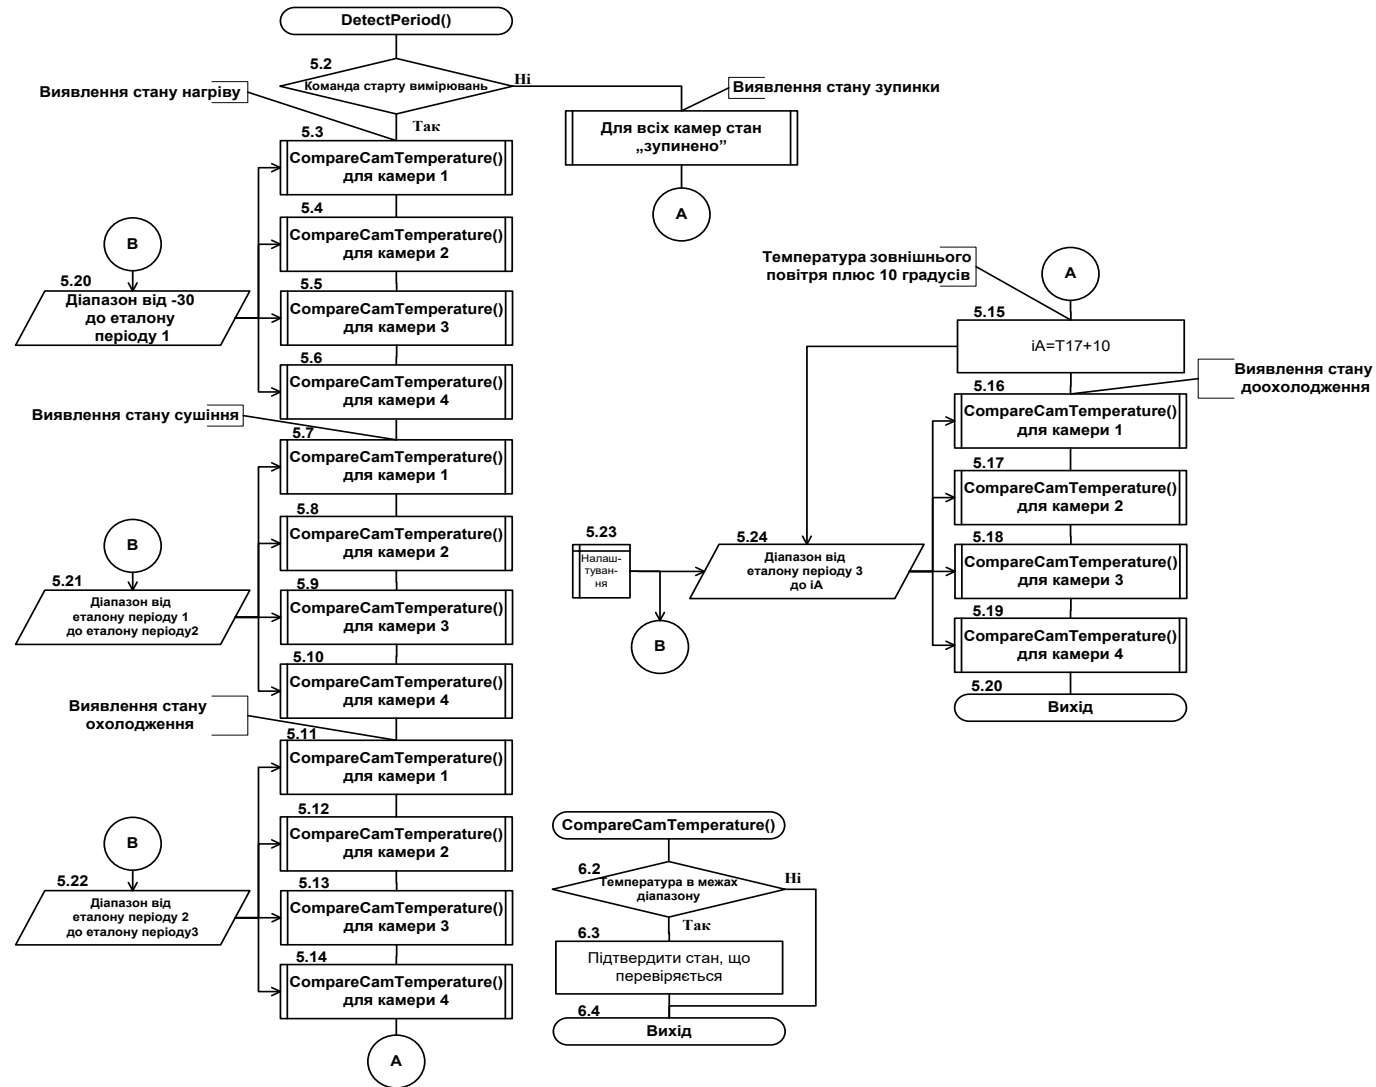 DetectPeriod()
5.2
Команда старту вимірювань
Ні
Так
Виявлення стану нагріву
Виявлення стану зупинки
Для всіх камер стан
„зупинено”
A
5.3
CompareCamTemperature()
для камери 1
5.4
CompareCamTemperature()
для камери 2
5.5
CompareCamTemperature()
для камери 3
5.6
CompareCamTemperature()
для камери 4
B
5.20
Діапазон від -30
до еталону
періоду 1
Виявлення стану сушіння
5.7
CompareCamTemperature()
для камери 1
5.8
CompareCamTemperature()
для камери 2
5.9
CompareCamTemperature()
для камери 3
5.10
CompareCamTemperature()
для камери 4
B
5.21
Діапазон від
еталону періоду 1
до еталону періоду2
Виявлення стану
охолодження
5.11
CompareCamTemperature()
для камери 1
5.12
CompareCamTemperature()
для камери 2
5.13
CompareCamTemperature()
для камери 3
5.14
CompareCamTemperature()
для камери 4
B
5.22
Діапазон від
еталону періоду 2
до еталону періоду3
A
Температура зовнішнього
повітря плюс 10 градусів
A
5.15
iA=T17+10
Виявлення стану
доохолодження
5.16
CompareCamTemperature()
для камери 1
5.17
CompareCamTemperature()
для камери 2
5.18
CompareCamTemperature()
для камери 3
5.19
CompareCamTemperature()
для камери 4
5.20
Вихід
5.23
Налаш-
туван-
ня
B
5.24
Діапазон від
еталону періоду 3
до iA
CompareCamTemperature()
6.2
Температура в межах
діапазону
Ні
Так
6.3
Підтвердити стан, що
перевіряється
6.4
Вихід